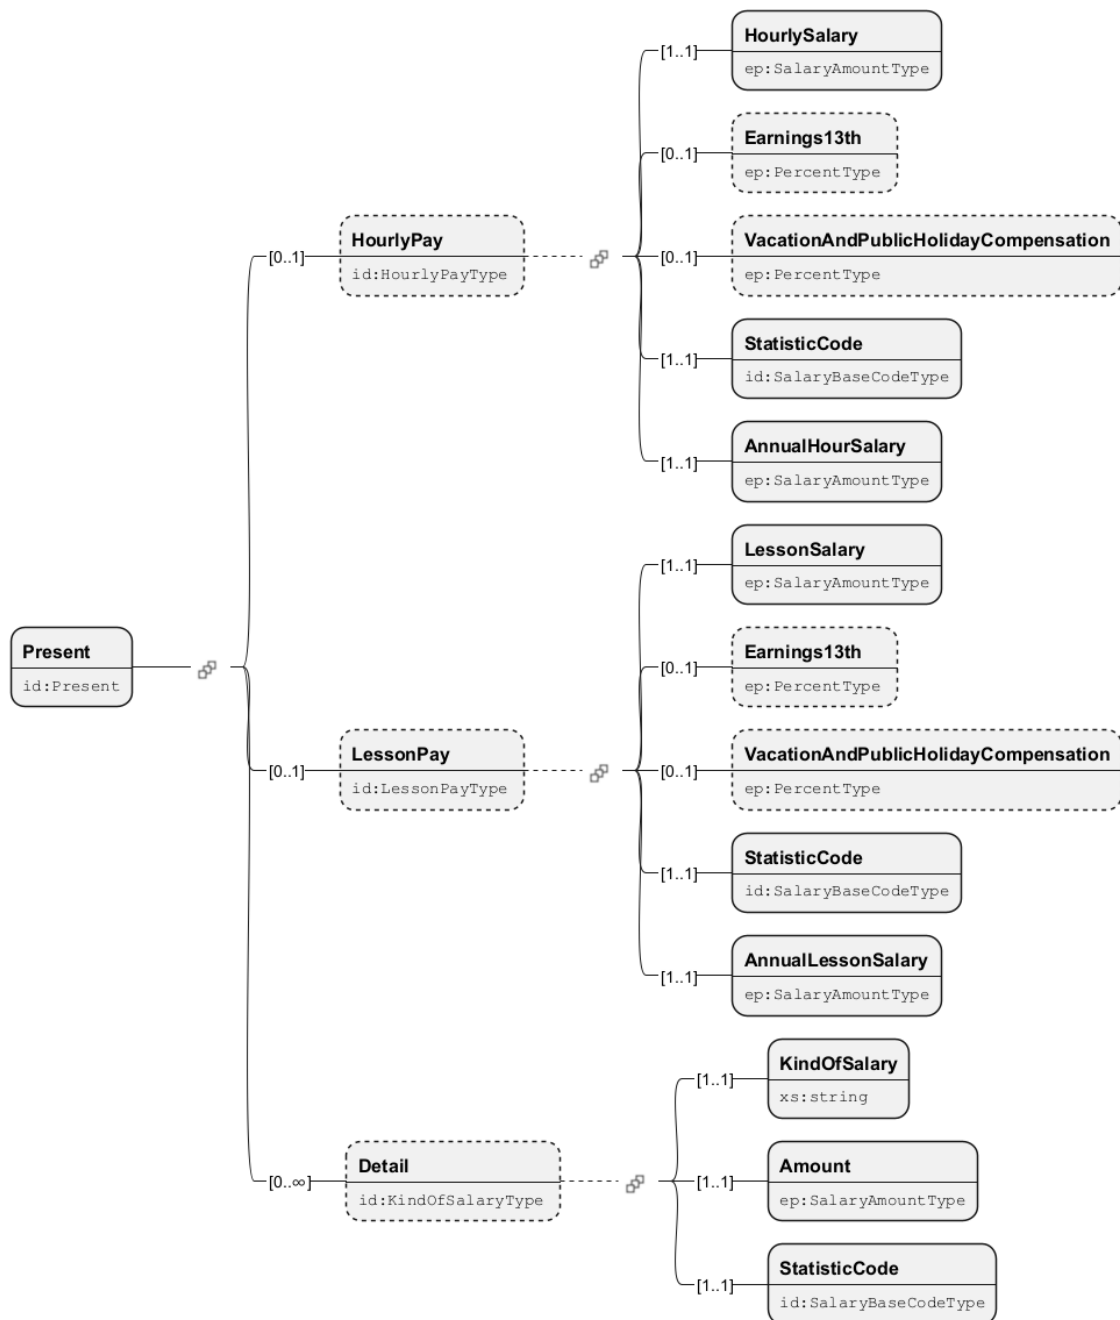 HourlySalary
[1..1]
ep:SalaryAmountType
Earnings13th
[0..1]
ep:PercentType
HourlyPay
[0..1]
id:HourlyPayType
VacationAndPublicHolidayCompensation
[0..1]
ep:PercentType
StatisticCode
[1..1]
id:SalaryBaseCodeType
AnnualHourSalary
[1..1]
ep:SalaryAmountType
LessonSalary
[1..1]
ep:SalaryAmountType
Present
id:Present
Earnings13th
[0..1]
ep:PercentType
LessonPay
[0..1]
id:LessonPayType
VacationAndPublicHolidayCompensation
[0..1]
ep:PercentType
StatisticCode
[1..1]
id:SalaryBaseCodeType
AnnualLessonSalary
[1..1]
ep:SalaryAmountType
KindOfSalary
[1..1]
xs:string
Detail
[0..∞]
id:KindOfSalaryType
Amount
[1..1]
ep:SalaryAmountType
StatisticCode
[1..1]
id:SalaryBaseCodeType